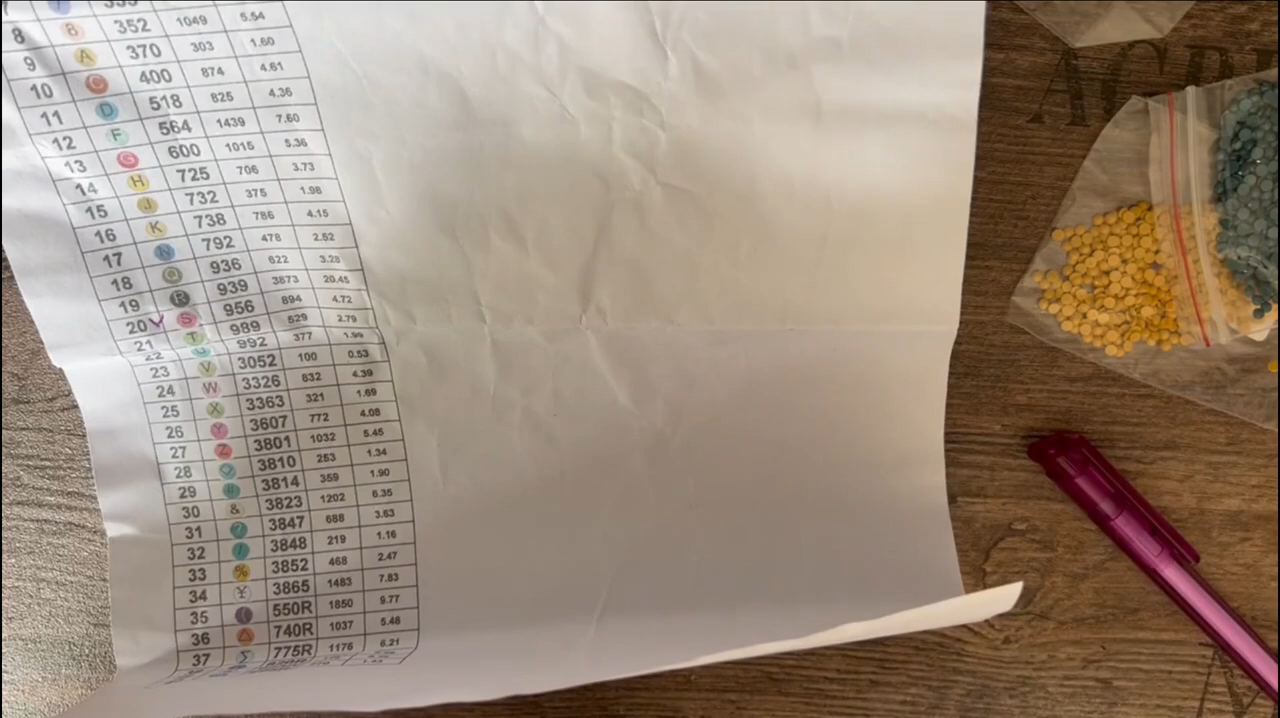 8 8 352 1049 5.54
9 A 370 303 1.60
10 C 400 874 4.61
11 D 518 825 4.36
12 F 564 1439 7.60
13 G 600 1015 5.36
14 H 725 706 3.73
15 J 732 375 1.98
16 K 738 786 4.15
17 N 792 478 2.52
18 Q 936 622 3.28
19 R 939 3873 20.45
20 S 956 894 4.72
21 T 989 529 2.79
22 U 992 377 1.99
23 V 3052 100 0.53
24 W 3326 832 4.39
25 X 3363 321 1.69
26 Y 3607 772 4.08
27 Z 3801 1032 5.45
28 3810 253 1.34
29 # 3814 359 1.90
30 & 3823 1202 6.35
31 ? 3847 688 3.63
32 / 3848 219 1.16
33 % 3852 468 2.47
34 ¥ 3865 1483 7.83
35 ( 550R 1850 9.77
36 △ 740R 1037 5.48
37 Σ 775R 1176 6.21